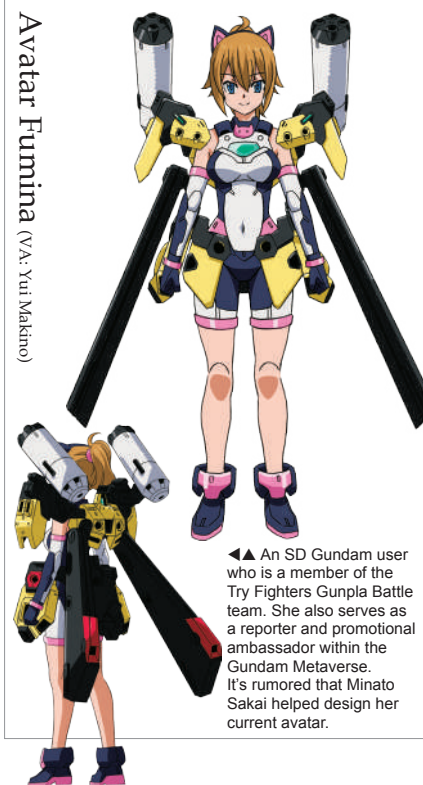 Avatar Fumina (VA: Yui Makino)
◀▲ An SD Gundam user
who is a member of the
Try Fighters Gunpla Battle
team. She also serves as
a reporter and promotional
ambassador within the
Gundam Metaverse.
It's rumored that Minato
Sakai helped design her
current avatar.